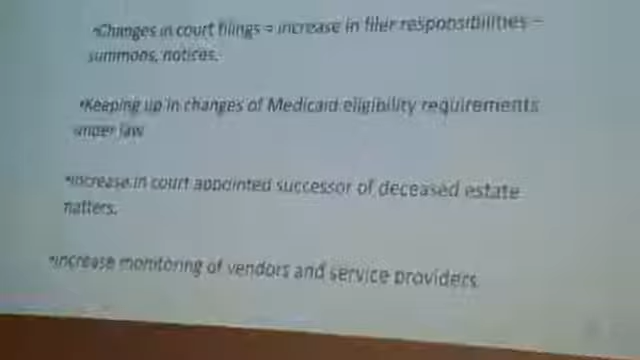 •Changes in court filings = increase in filer responsibilities –
summons, notices.
•Keeping up in changes of Medicaid eligibility requirements
under law
•Increase in court appointed successor of deceased estate
matters.
•Increase monitoring of vendors and service providers